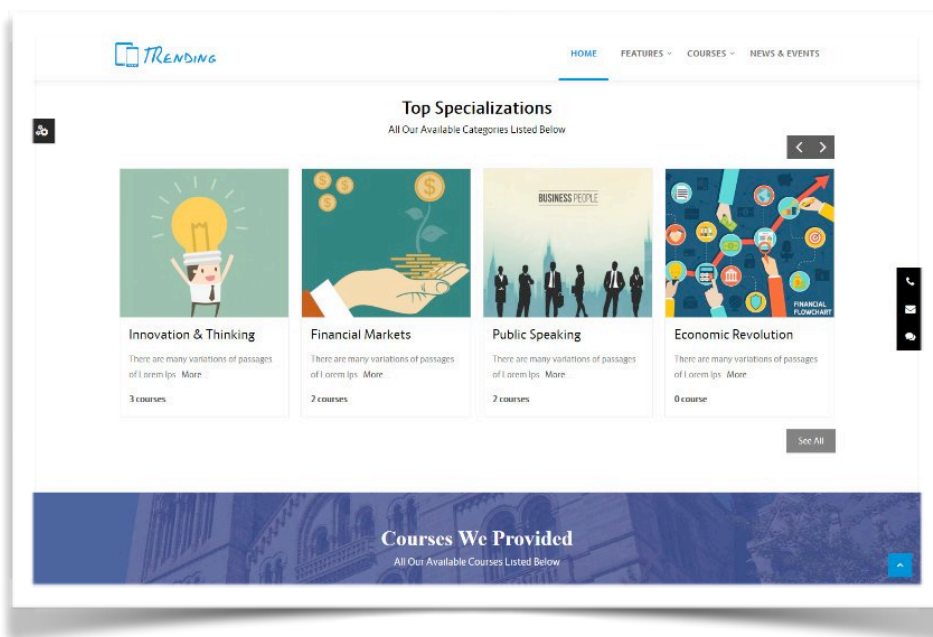 TRENDING
HOME FEATURES COURSES NEWS & EVENTS
Top Specializations
All Our Available Categories Listed Below
BUSINESS PEOPLE
FINANCIAL
FLOWCHART
Innovation & Thinking
There are many variations of passages
of Lorem Ips More
3 courses
Financial Markets
There are many variations of passages
of Lorem Ips More
2 courses
Public Speaking
There are many variations of passages
of Lorem Ips More
2 courses
Economic Revolution
There are many variations of passages
of Lorem Ips More
0 course
See All
Courses We Provided
All Our Available Courses Listed Below